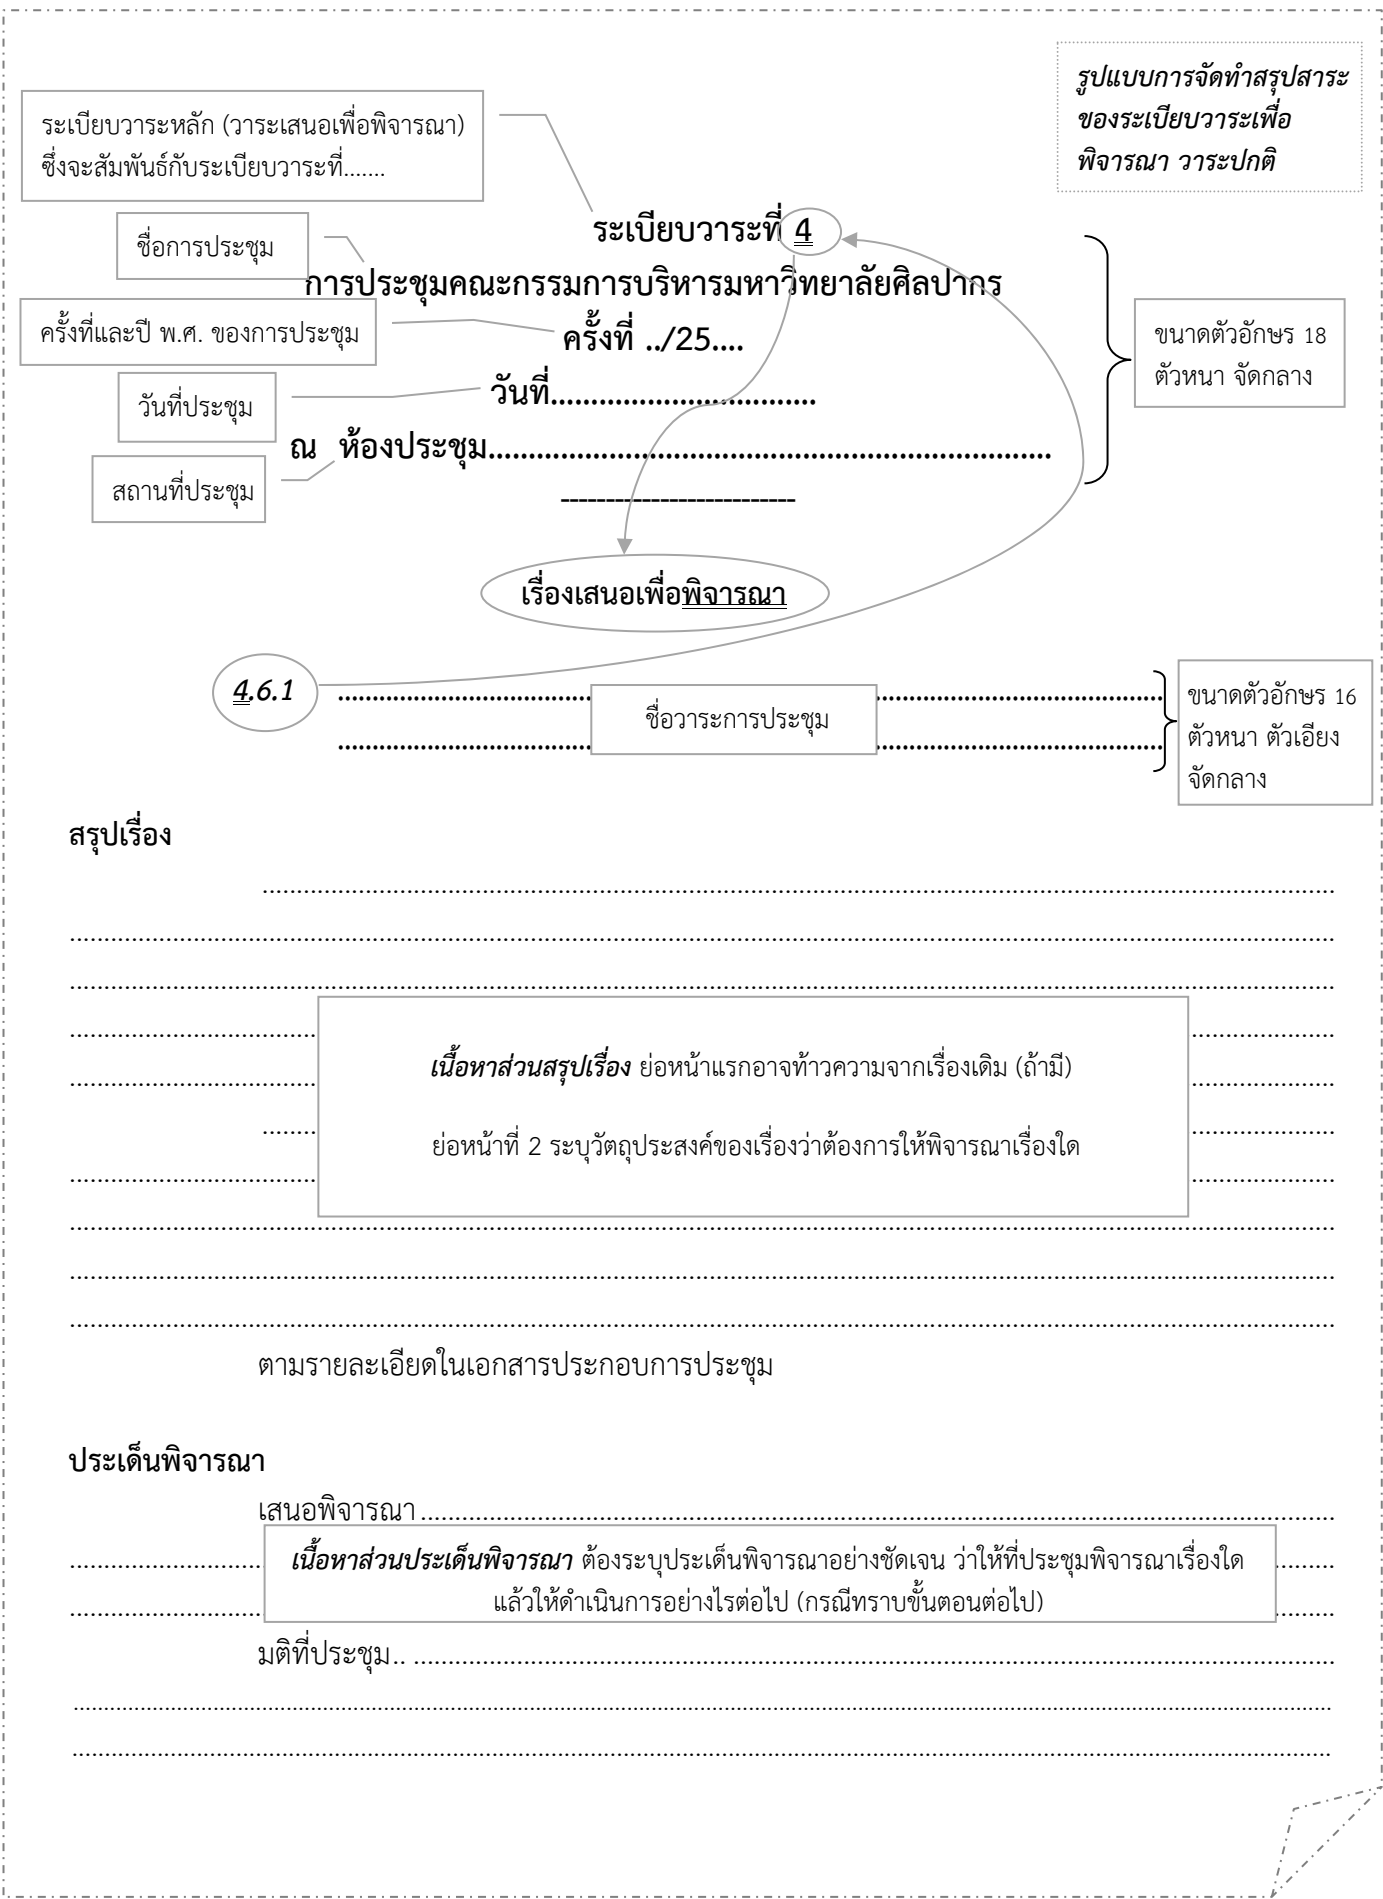 รูปแบบการจัดทำสรุปสาระ
ของระเบียบวาระเพื่อ
พิจารณา วาระปกติ
ระเบียบวาระหลัก (วาระเสนอเพื่อพิจารณา)
ซึ่งจะสัมพันธ์กับระเบียบวาระที่.......
ระเบียบวาระที่ 4
ชื่อการประชุม
การประชุมคณะกรรมการบริหารมหาวิทยาลัยศิลปากร
ครั้งที่และปี พ.ศ. ของการประชุม
ครั้งที่ ../25....
ขนาดตัวอักษร 18
ตัวหนา จัดกลาง
วันที่ประชุม
วันที่.................................
ณ ห้องประชุม......................................................................
สถานที่ประชุม
--------------------------
เรื่องเสนอเพื่อพิจารณา
4.6.1
ชื่อวาระการประชุม
ขนาดตัวอักษร 16
ตัวหนา ตัวเอียง
จัดกลาง
สรุปเรื่อง
เนื้อหาส่วนสรุปเรื่อง ย่อหน้าแรกอาจท้าวความจากเรื่องเดิม (ถ้ามี)
ย่อหน้าที่ 2 ระบุวัตถุประสงค์ของเรื่องว่าต้องการให้พิจารณาเรื่องใด
ตามรายละเอียดในเอกสารประกอบการประชุม
ประเด็นพิจารณา
เสนอพิจารณา ....................................................................
เนื้อหาส่วนประเด็นพิจารณา ต้องระบุประเด็นพิจารณาอย่างชัดเจน ว่าให้ที่ประชุมพิจารณาเรื่องใด
แล้วให้ดำเนินการอย่างไรต่อไป (กรณีทราบขั้นตอนต่อไป)
มติที่ประชุม.. ....................................................................